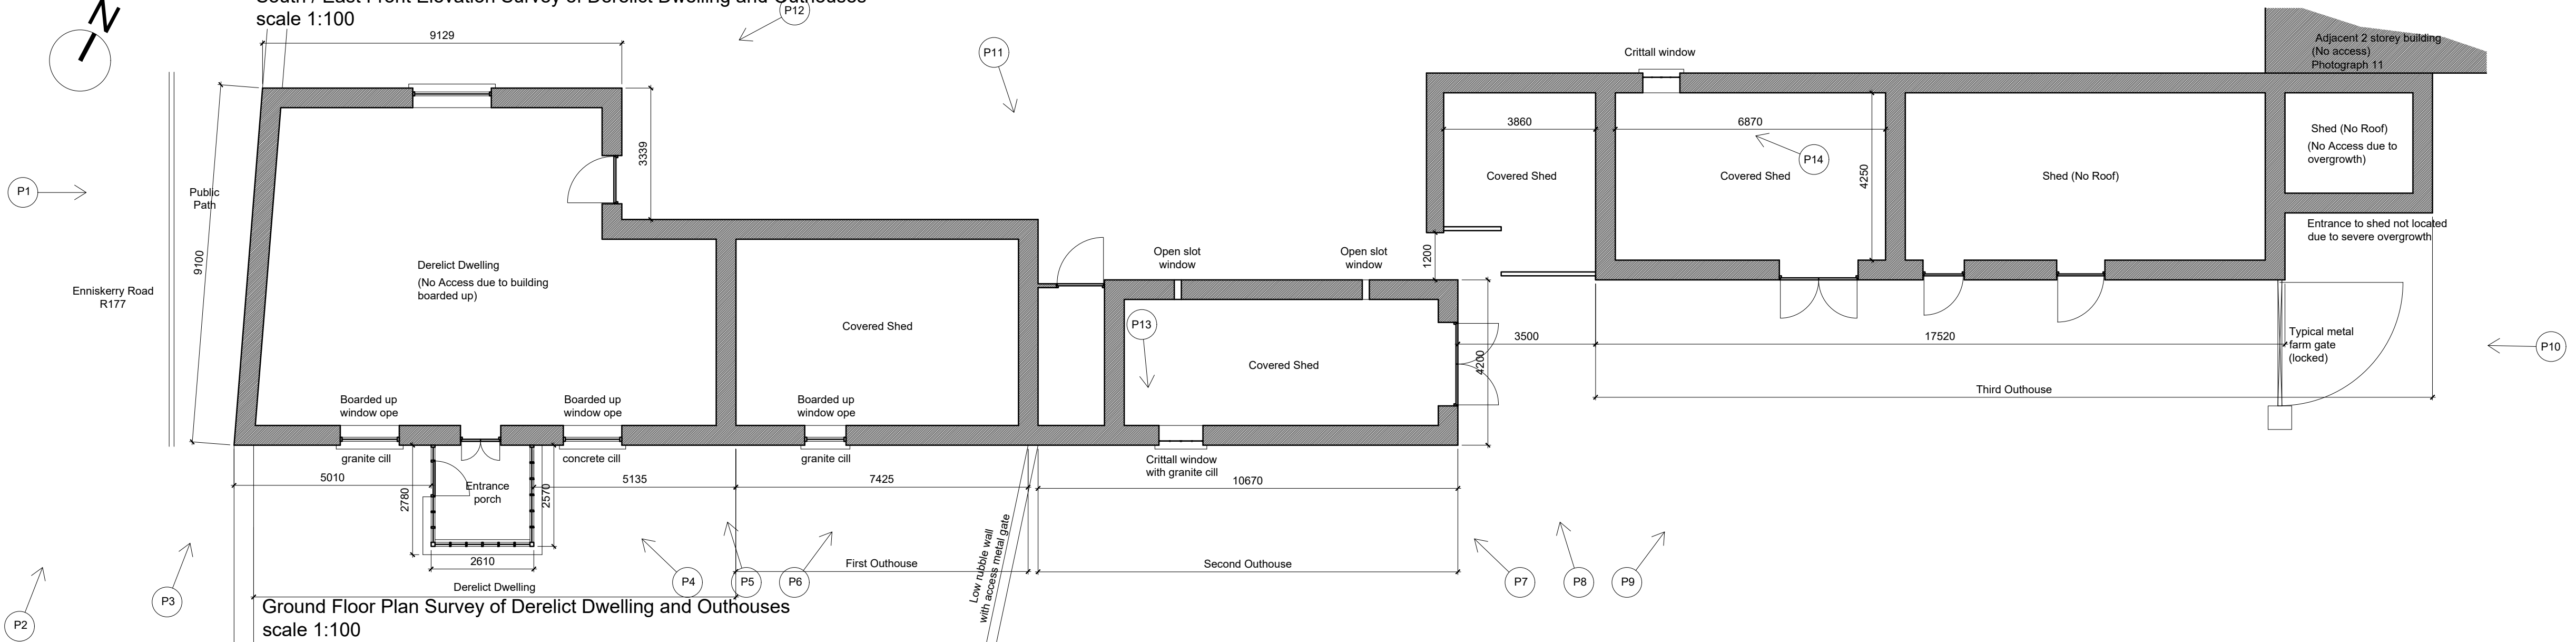 South / East Front Elevation Survey of Derelict Dwelling and Outhouses
scale 1:100
N
9129
P12
P11
Crittall window
Adjacent 2 storey building
(No access)
Photograph 11
3339
3860
6870
4250
P14
Shed (No Roof)
(No Access due to
overgrowth)
P1
Public
Path
Covered Shed
Covered Shed
Shed (No Roof)
Entrance to shed not located
due to severe overgrowth
9100
Derelict Dwelling
(No Access due to building
boarded up)
Open slot
window
Open slot
window
1200
Enniskerry Road
R177
Covered Shed
P13
Covered Shed
4200
3500
17520
Typical metal
farm gate
(locked)
P10
Third Outhouse
Boarded up
window ope
Boarded up
window ope
Boarded up
window ope
granite cill
concrete cill
granite cill
Crittall window
with granite cill
5010
2780
Entrance
porch
2570
5135
7425
10670
2610
First Outhouse
Second Outhouse
Low rubble wall
with access metal gate
P2
P3
P4
P5
P6
P7
P8
P9
Derelict Dwelling
Ground Floor Plan Survey of Derelict Dwelling and Outhouses
scale 1:100